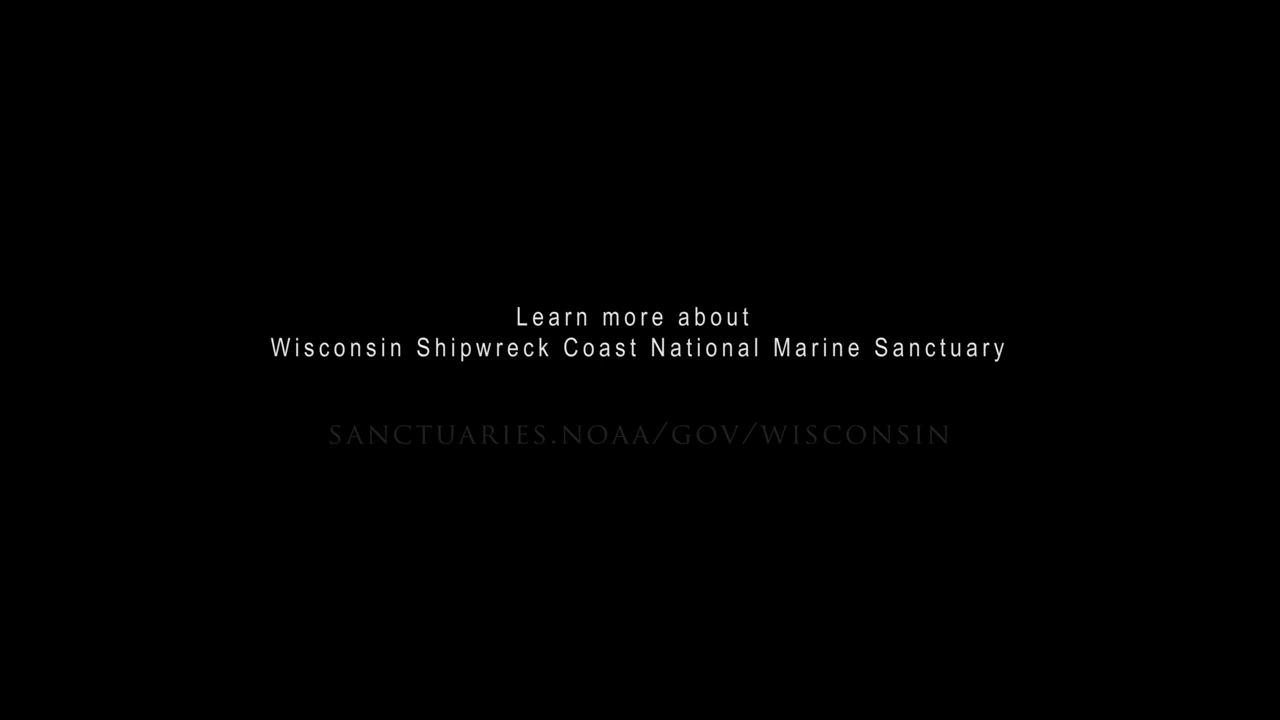 Learn more about
Wisconsin Shipwreck Coast National Marine Sanctuary
SANCTUARIES.NOAA/GOV/WISCONSIN